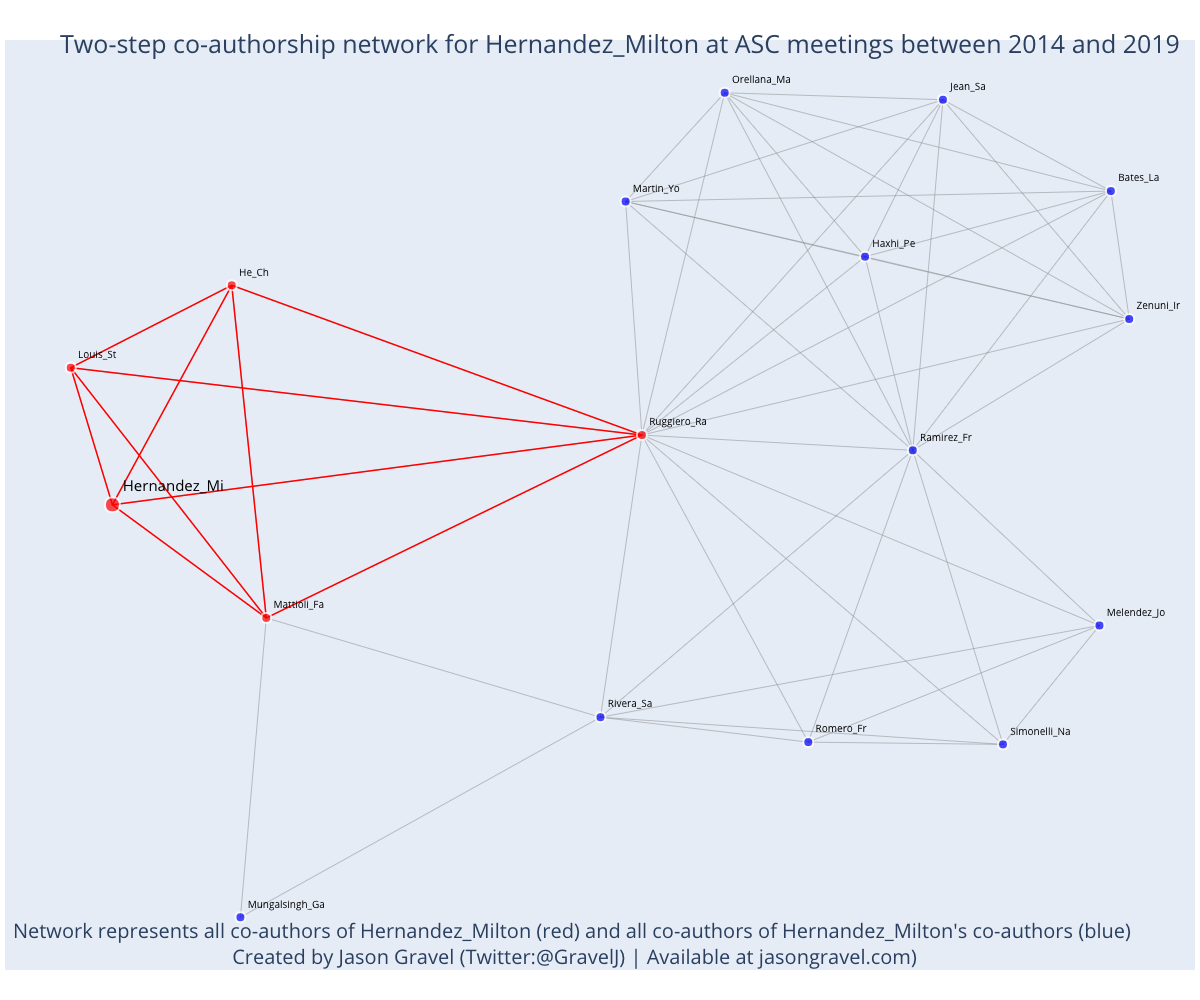 Two-step co-authorship network for Hernandez_Milton at ASC meetings between 2014 and 2019
Orellana_Ma
Jean_Sa
Bates_La
Martin_Yo
Haxhi_Pe
He_Ch
Zenuni_Ir
Louis_St
Ruggiero_Ra
Ramirez_Fr
Hernandez_Mi
Mattioli_Fa
Melendez_Jo
Rivera_Sa
Romero_Fr
Simonelli_Na
Mungalsingh_Ga
Network represents all co-authors of Hernandez_Milton (red) and all co-authors of Hernandez_Milton's co-authors (blue)
Created by Jason Gravel (Twitter:@GravelJ) | Available at jasongravel.com)